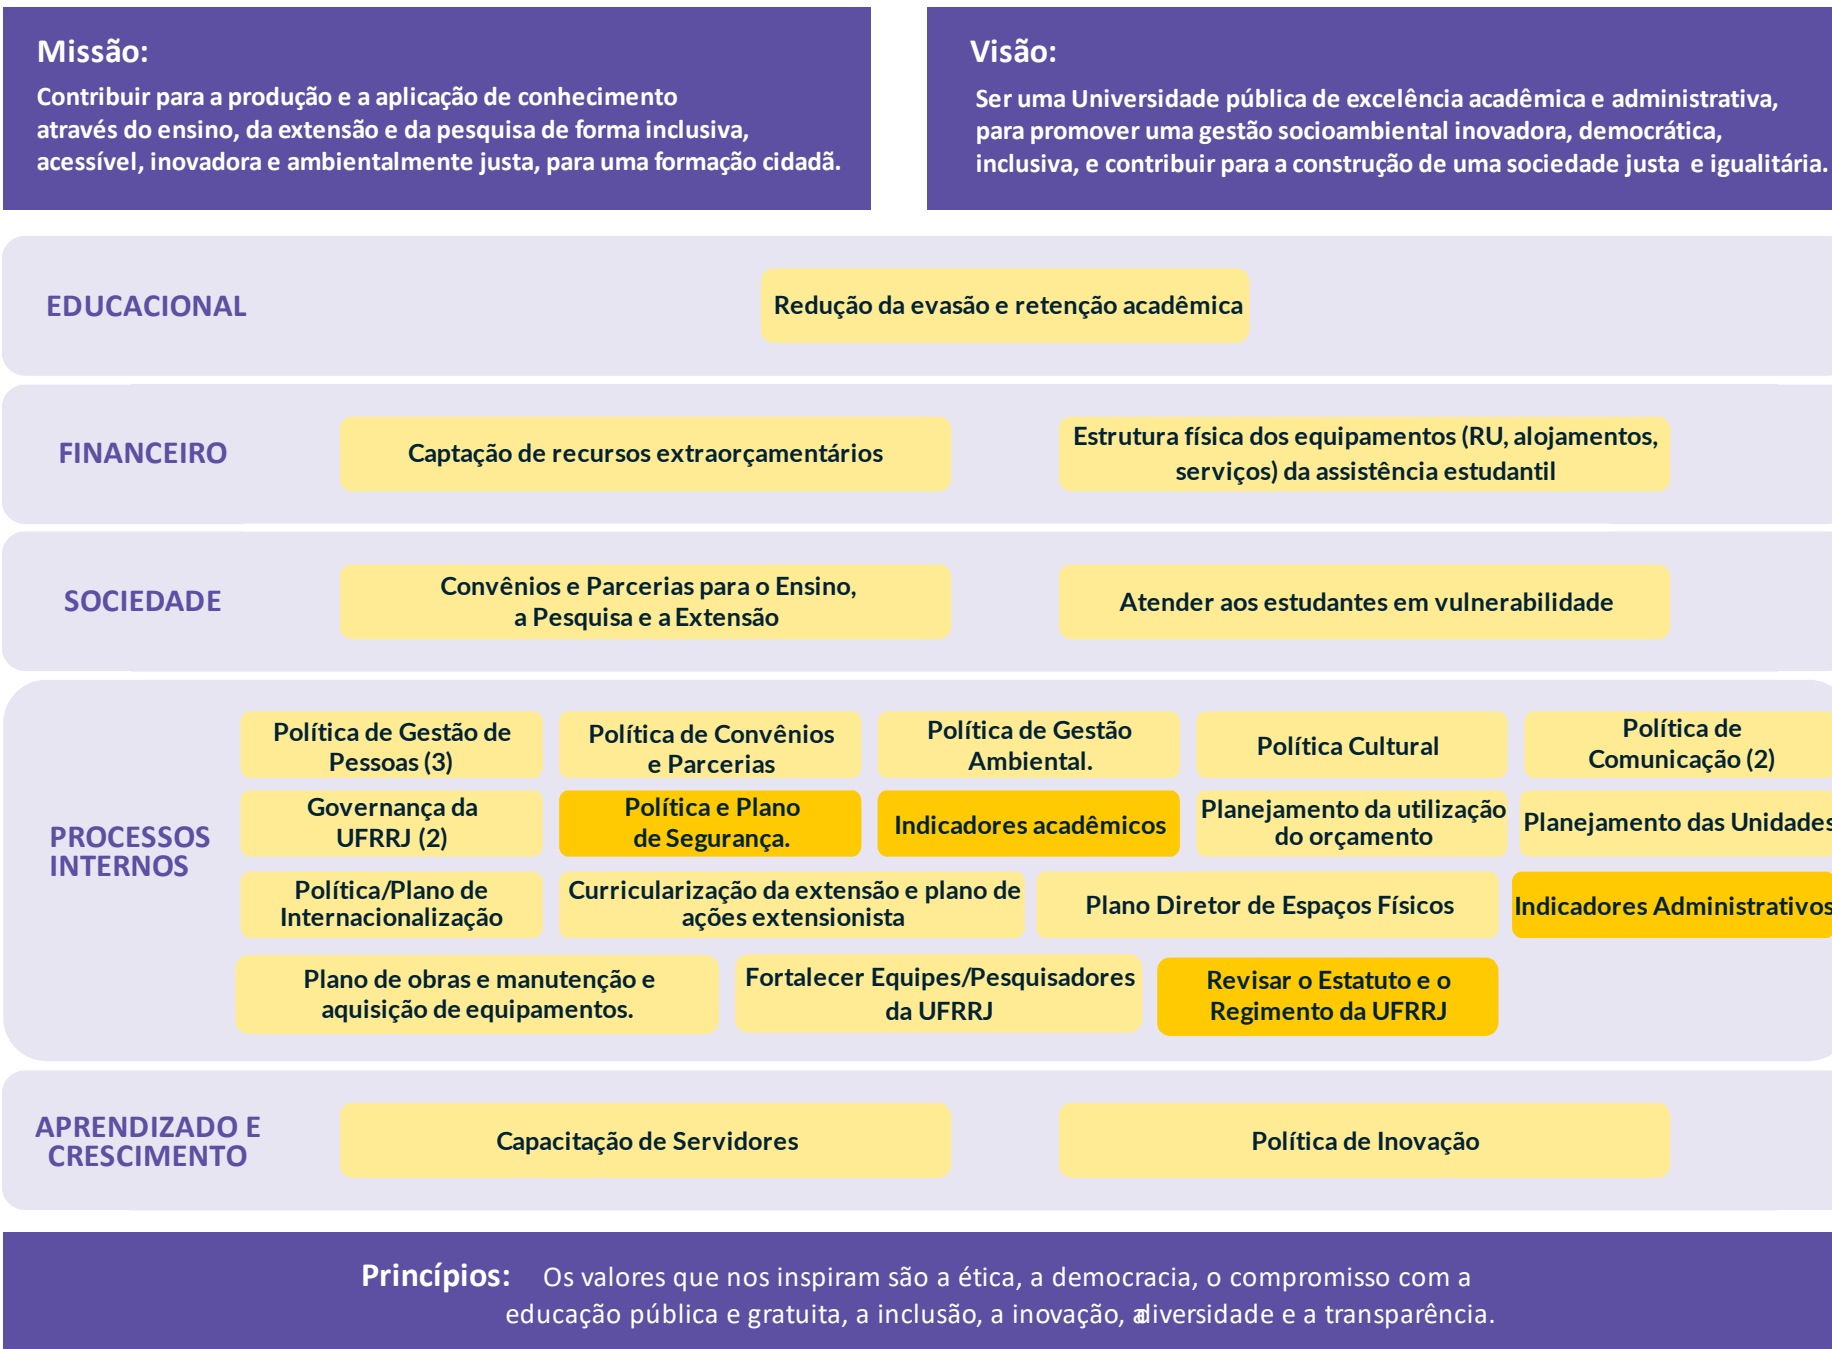 Missão:
Contribuir para a produção e a aplicação de conhecimento
através do ensino, da extensão e da pesquisa de forma inclusiva,
acessível, inovadora e ambientalmente justa, para uma formação cidadã.
Visão:
Ser uma Universidade pública de excelência acadêmica e administrativa,
para promover uma gestão socioambiental inovadora, democrática,
inclusiva, e contribuir para a construção de uma sociedade justa e igualitária.
EDUCACIONAL
Redução da evasão e retenção acadêmica
FINANCEIRO
Captação de recursos extraorçamentários
Estrutura física dos equipamentos (RU, alojamentos,
serviços) da assistência estudantil
SOCIEDADE
Convênios e Parcerias para o Ensino,
a Pesquisa e a Extensão
Atender aos estudantes em vulnerabilidade
PROCESSOS
INTERNOS
Política de Gestão de
Pessoas (3)
Política de Convênios
e Parcerias
Política de Gestão
Ambiental.
Política Cultural
Política de
Comunicação (2)
Governança da
UFRRJ (2)
Política e Plano
de Segurança.
Indicadores acadêmicos
Planejamento da utilização
do orçamento
Planejamento das Unidades
Política/Plano de
Internacionalização
Curricularização da extensão e plano de
ações extensionista
Plano Diretor de Espaços Físicos
Indicadores Administrativos
Plano de obras e manutenção e
aquisição de equipamentos.
Fortalecer Equipes/Pesquisadores
da UFRRJ
Revisar o Estatuto e o
Regimento da UFRRJ
APRENDIZADO E
CRESCIMENTO
Capacitação de Servidores
Política de Inovação
Princípios: Os valores que nos inspiram são a ética, a democracia, o compromisso com a
educação pública e gratuita, a inclusão, a inovação, a diversidade e a transparência.